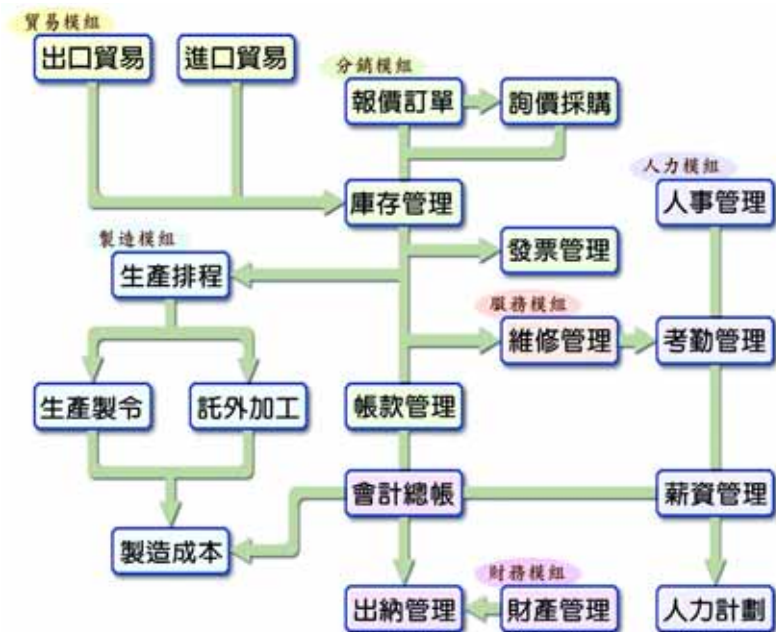 貿易模組
出口貿易
進口貿易
分銷模組
報價訂單
詢價採購
人力模組
庫存管理
人事管理
製造模組
發票管理
生產排程
服務模組
維修管理
考勤管理
生產製令
託外加工
帳款管理
會計總帳
薪資管理
製造成本
財務模組
出納管理
財產管理
人力計劃